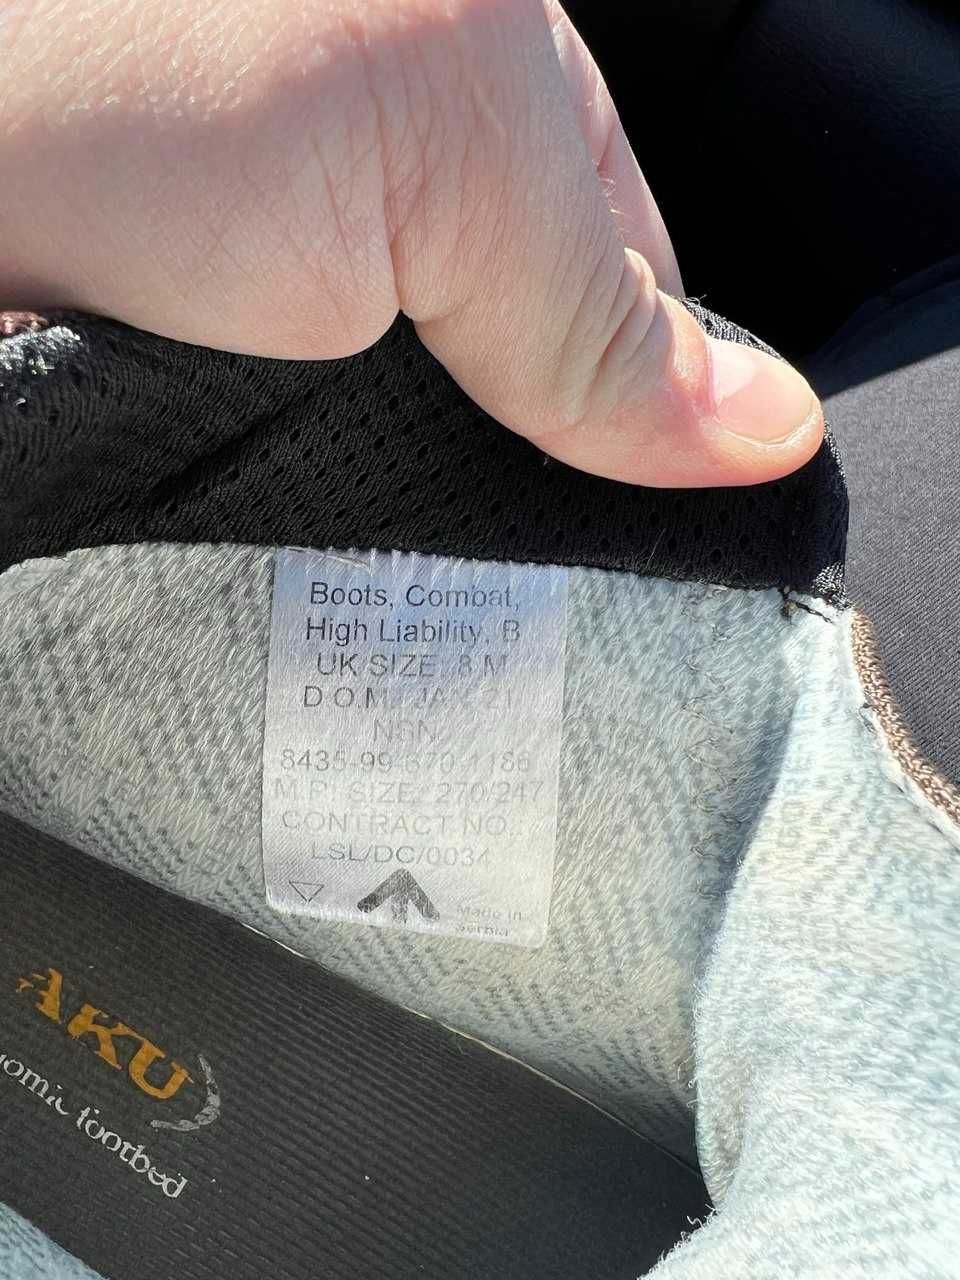 Boots, Combat,
High Liability, B
UK SIZE: 8 M
D.O.M. JAN 21
NSN
8435-99-670-1186
M.P. SIZE: 270/247
CONTRACT NO.:
LSL/DC/0034
Made in
Serbia
AKU
footbed